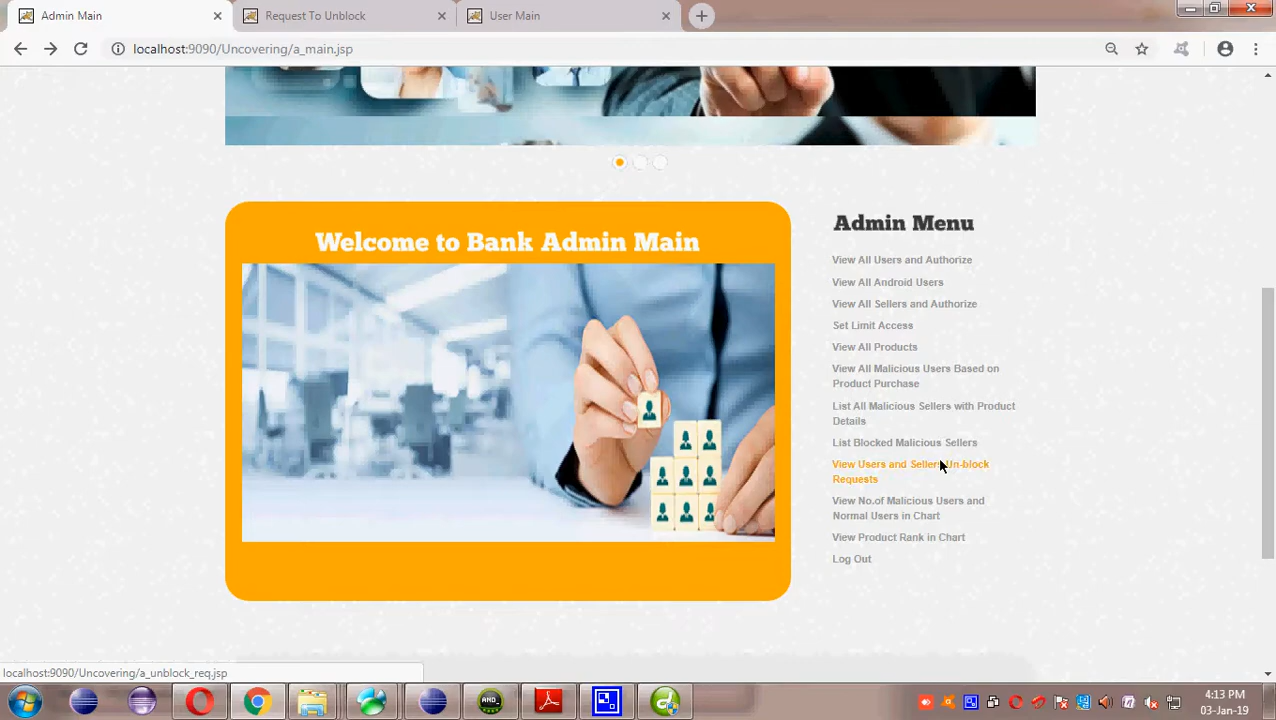 Admin Main
Request To Unblock
User Main
localhost:9090/Uncovering/a_main.jsp
Welcome to Bank Admin Main
Admin Menu
View All Users and Authorize
View All Android Users
View All Sellers and Authorize
Set Limit Access
View All Products
View All Malicious Users Based on
Product Purchase
List All Malicious Sellers with Product
Details
List Blocked Malicious Sellers
View Users and Sellers Un-block
Requests
View No.of Malicious Users and
Normal Users in Chart
View Product Rank in Chart
Log Out
localhost:9090/Uncovering/a_unblock_req.jsp
AND_
4:13 PM
03-Jan-19